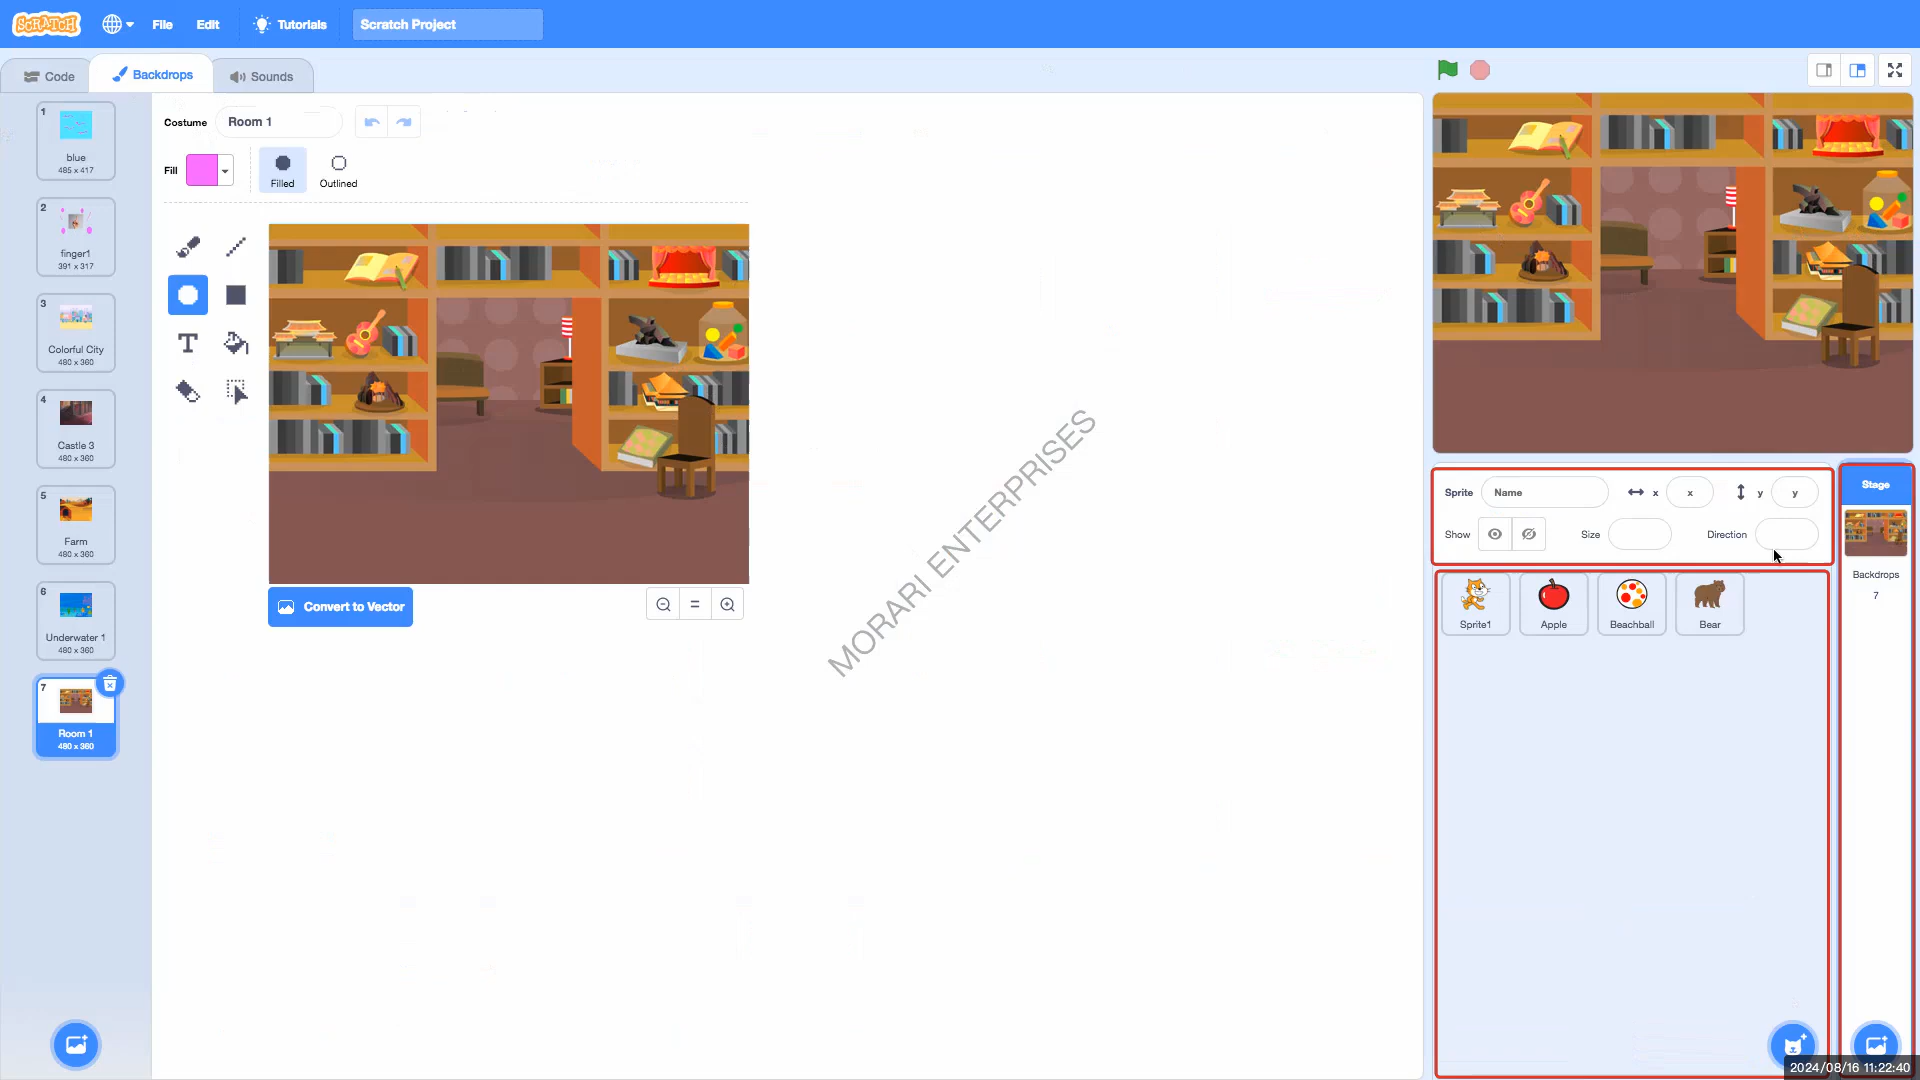 SCRATCH
File
Edit
Tutorials
Scratch Project
Code
Backdrops
Sounds
1
blue
485 x 417
2
finger1
391 x 317
3
Colorful City
480 x 360
4
Castle 3
480 x 360
5
Farm
480 x 360
6
Underwater 1
480 x 360
7
Room 1
480 x 360
Costume
Room 1
Fill
Filled
Outlined
T
Convert to Vector
MORARI ENTERPRISES
Sprite
Name
x
x
y
y
Show
Size
Direction
Sprite1
Apple
Beachball
Bear
Stage
Backdrops
7
2024/08/16 11:22:40